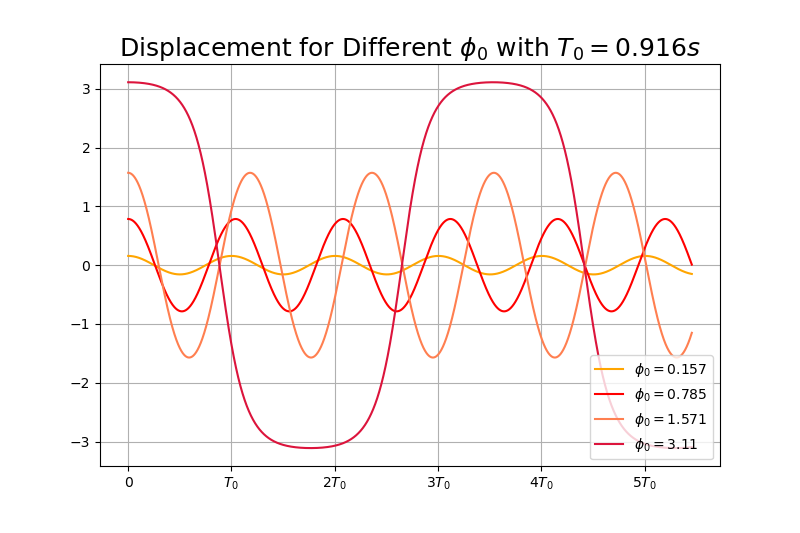 Displacement for Different ϕ₀ with T₀ = 0.916s
3
2
1
0
−1
−2
−3
0
T₀
2T₀
3T₀
4T₀
5T₀
ϕ₀ = 0.157
ϕ₀ = 0.785
ϕ₀ = 1.571
ϕ₀ = 3.11